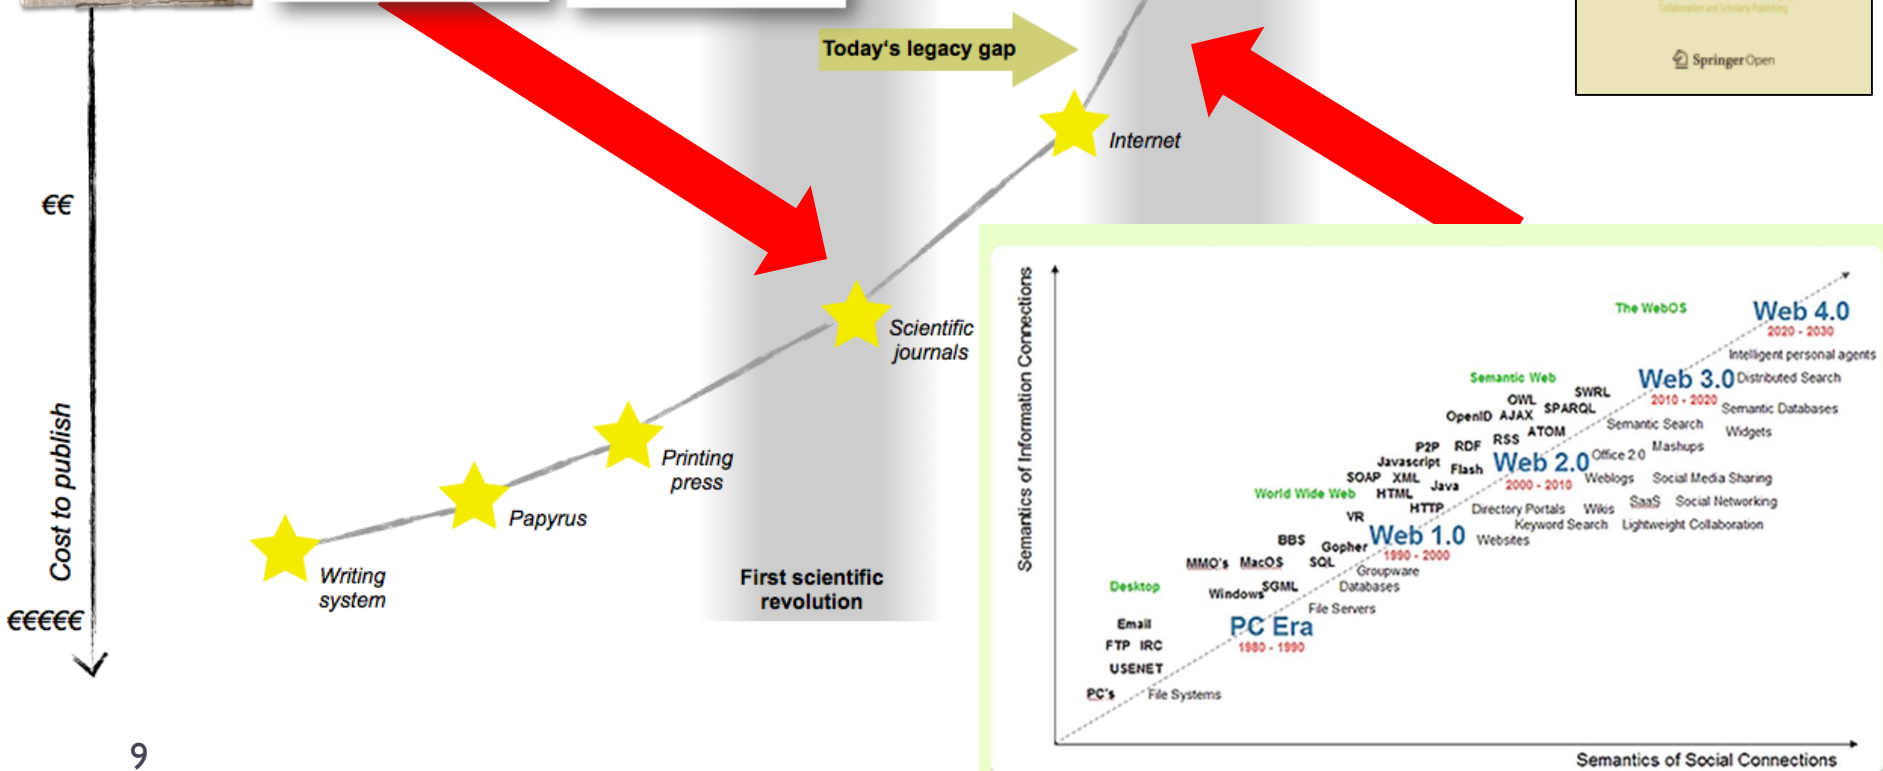 Collaboration and Scholarly Publishing
Springer Open
Today's legacy gap
Internet
€€
Scientific
journals
Printing
press
Papyrus
Writing
system
Cost to publish
€€€€€
First scientific
revolution
Semantics of Information Connections
The WebOS
Web 4.0
2020 - 2030
Intelligent personal agents
Semantic Web
Web 3.0
Distributed Search
2010 - 2020
SWRL
OWL
SPARQL
Semantic Databases
OpenID AJAX
Semantic Search
Widgets
ATOM
P2P RDF RSS
Mashups
Office 2.0
Web 2.0
Javascript
Flash
2000 - 2010
Weblogs
Social Media Sharing
SOAP XML
Java
World Wide Web
HTML
HTTP
Directory Portals
Wikis
SaaS
Social Networking
VR
Keyword Search
Lightweight Collaboration
Web 1.0
Websites
1990 - 2000
BBS
Gopher
MMO's
MacOS
SQL
Groupware
Desktop
Windows
SGML
Databases
File Servers
Email
PC Era
1980 - 1990
FTP IRC
USENET
PC's
File Systems
Semantics of Social Connections
9